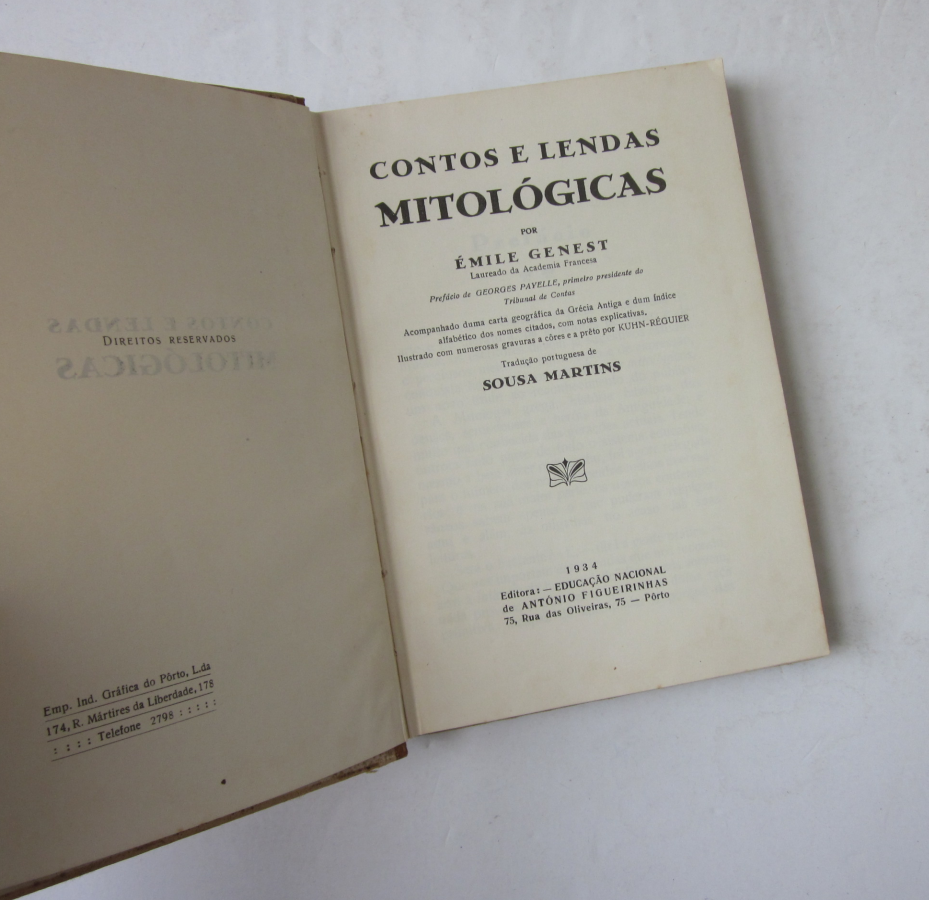 CONTOS E LENDAS
DIREITOS RESERVADOS
MITOLÓGICAS
Emp. Ind. Gráfica do Pôrto, L.da
174, R. Mártires da Liberdade, 178
: : : : Telefone 2798 : : : : :
CONTOS E LENDAS
MITOLÓGICAS
POR
ÉMILE GENEST
Laureado da Academia Francesa
Prefácio de GEORGES PAYELLE, primeiro presidente do
Tribunal de Contas
Acompanhado duma carta geográfica da Grécia Antiga e dum índice
alfabético dos nomes citados, com notas explicativas.
Ilustrado com numerosas gravuras a côres e a prêto por KUHN-RÉGUIER
Tradução portuguesa de
SOUSA MARTINS
1934
Editora: — EDUCAÇÃO NACIONAL
de ANTÓNIO FIGUEIRINHAS
75, Rua das Oliveiras, 75 — Pôrto